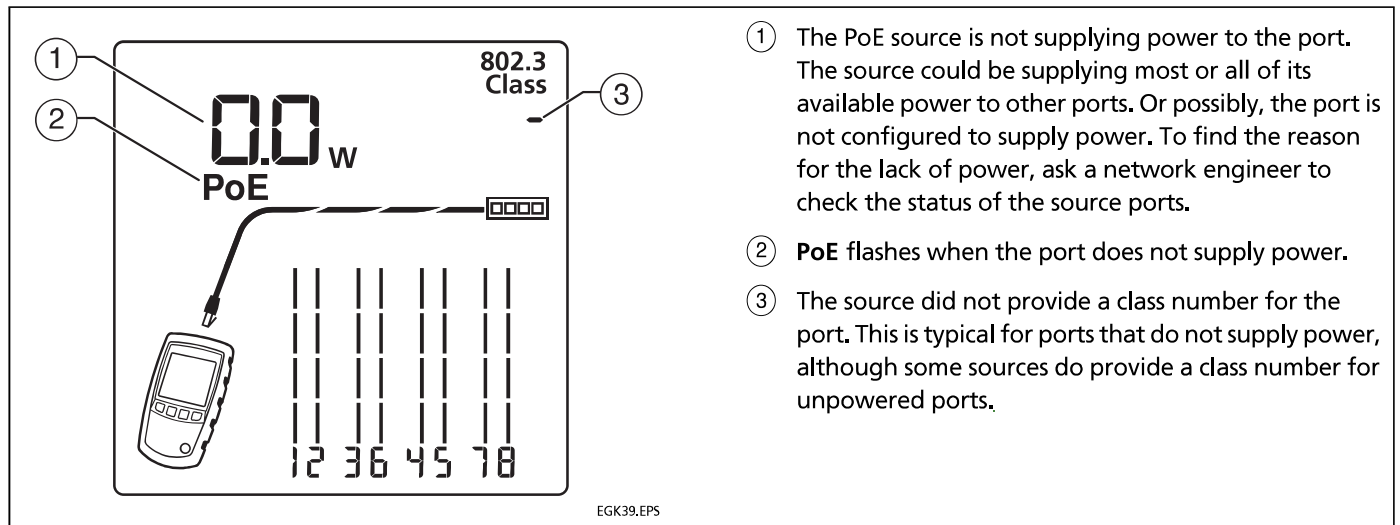 1
2
3
802.3
Class
-
0.0 W
PoE
12 36 45 78
EGK39.EPS
1 The PoE source is not supplying power to the port.
The source could be supplying most or all of its
available power to other ports. Or possibly, the port is
not configured to supply power. To find the reason
for the lack of power, ask a network engineer to
check the status of the source ports.
2 PoE flashes when the port does not supply power.
3 The source did not provide a class number for the
port. This is typical for ports that do not supply power,
although some sources do provide a class number for
unpowered ports.